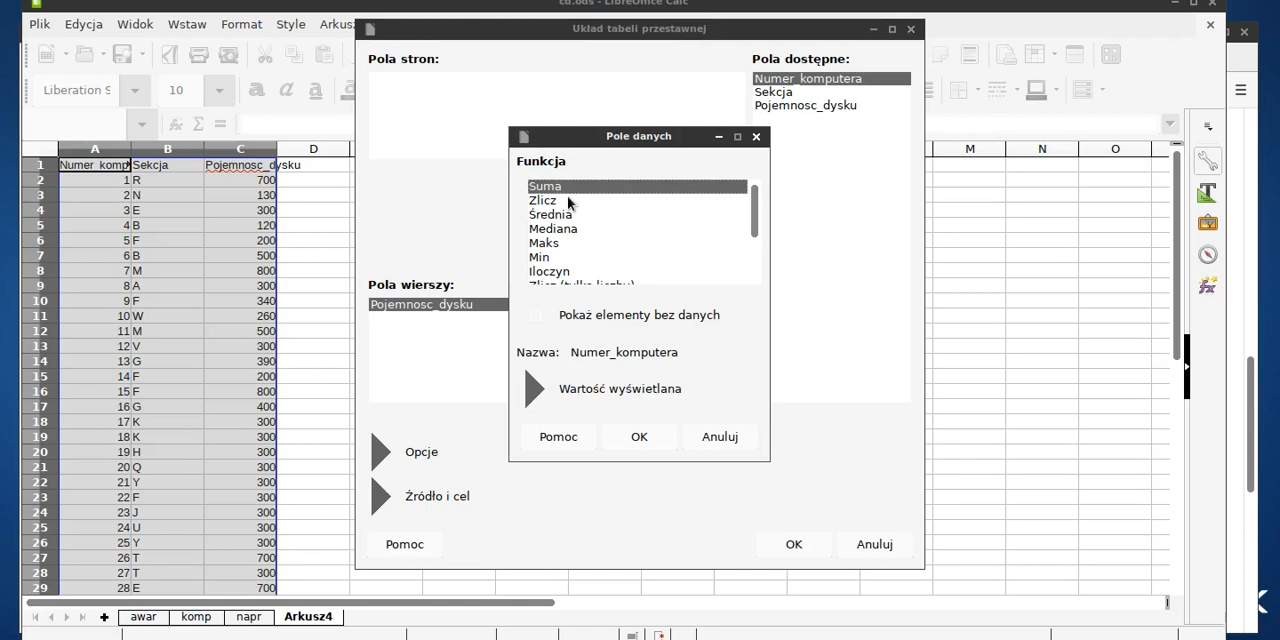 cd.ods - LibreOffice Calc
Plik Edycja Widok Wstaw Format Style Arkus
Układ tabeli przestawnej
Liberation S 10
Pola stron:
Pola dostępne:
Numer_komputera
Sekcja
Pojemnosc_dysku
Pole danych
Funkcja
Suma
Zlicz
Średnia
Mediana
Maks
Min
Iloczyn
Zlicz (tylko liczby)
Pokaż elementy bez danych
Nazwa: Numer_komputera
Wartość wyświetlana
Pomoc OK Anuluj
Pola wierszy:
Pojemnosc_dysku
Opcje
Źródło i cel
Pomoc OK Anuluj
A B C D M N O
1 Numer_komp Sekcja Pojemnosc_dysku
2 1 R 700
3 2 N 130
4 3 E 300
5 4 B 120
6 5 F 200
7 6 B 500
8 7 M 800
9 8 A 300
10 9 F 340
11 10 W 260
12 11 M 500
13 12 V 300
14 13 G 390
15 14 F 200
16 15 F 800
17 16 G 400
18 17 K 300
19 18 K 300
20 19 H 300
21 20 Q 300
22 21 Y 300
23 22 F 300
24 23 J 300
25 24 U 300
26 25 Y 300
27 26 T 700
28 27 T 300
29 28 E 700
awar komp napr Arkusz4